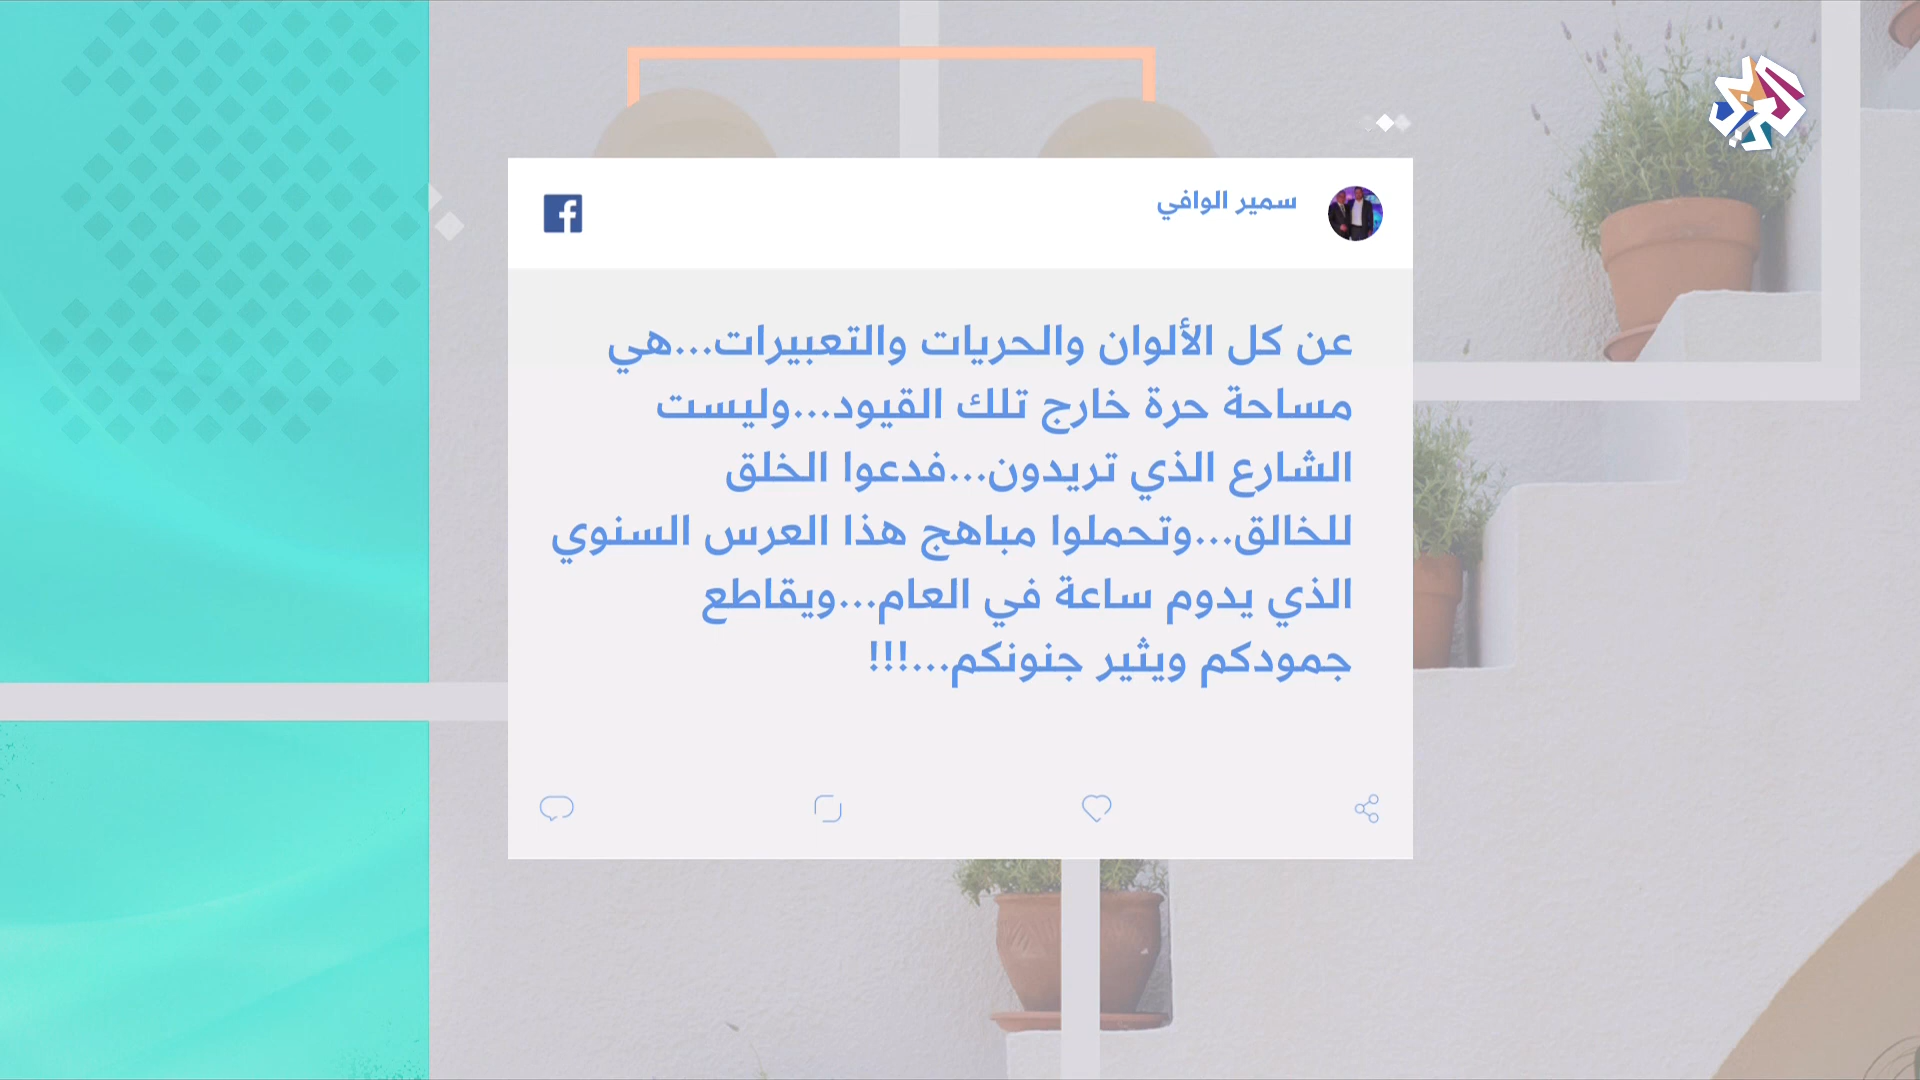 سمير الوافي
عن كل الألوان والحريات والتعبيرات...هي
مساحة حرة خارج تلك القيود...وليست
الشارع الذي تريدون...فدعوا الخلق
للخالق...وتحملوا مباهج هذا العرس السنوي
الذي يدوم ساعة في العام...ويقاطع
جمودكم ويثير جنونكم...!!!